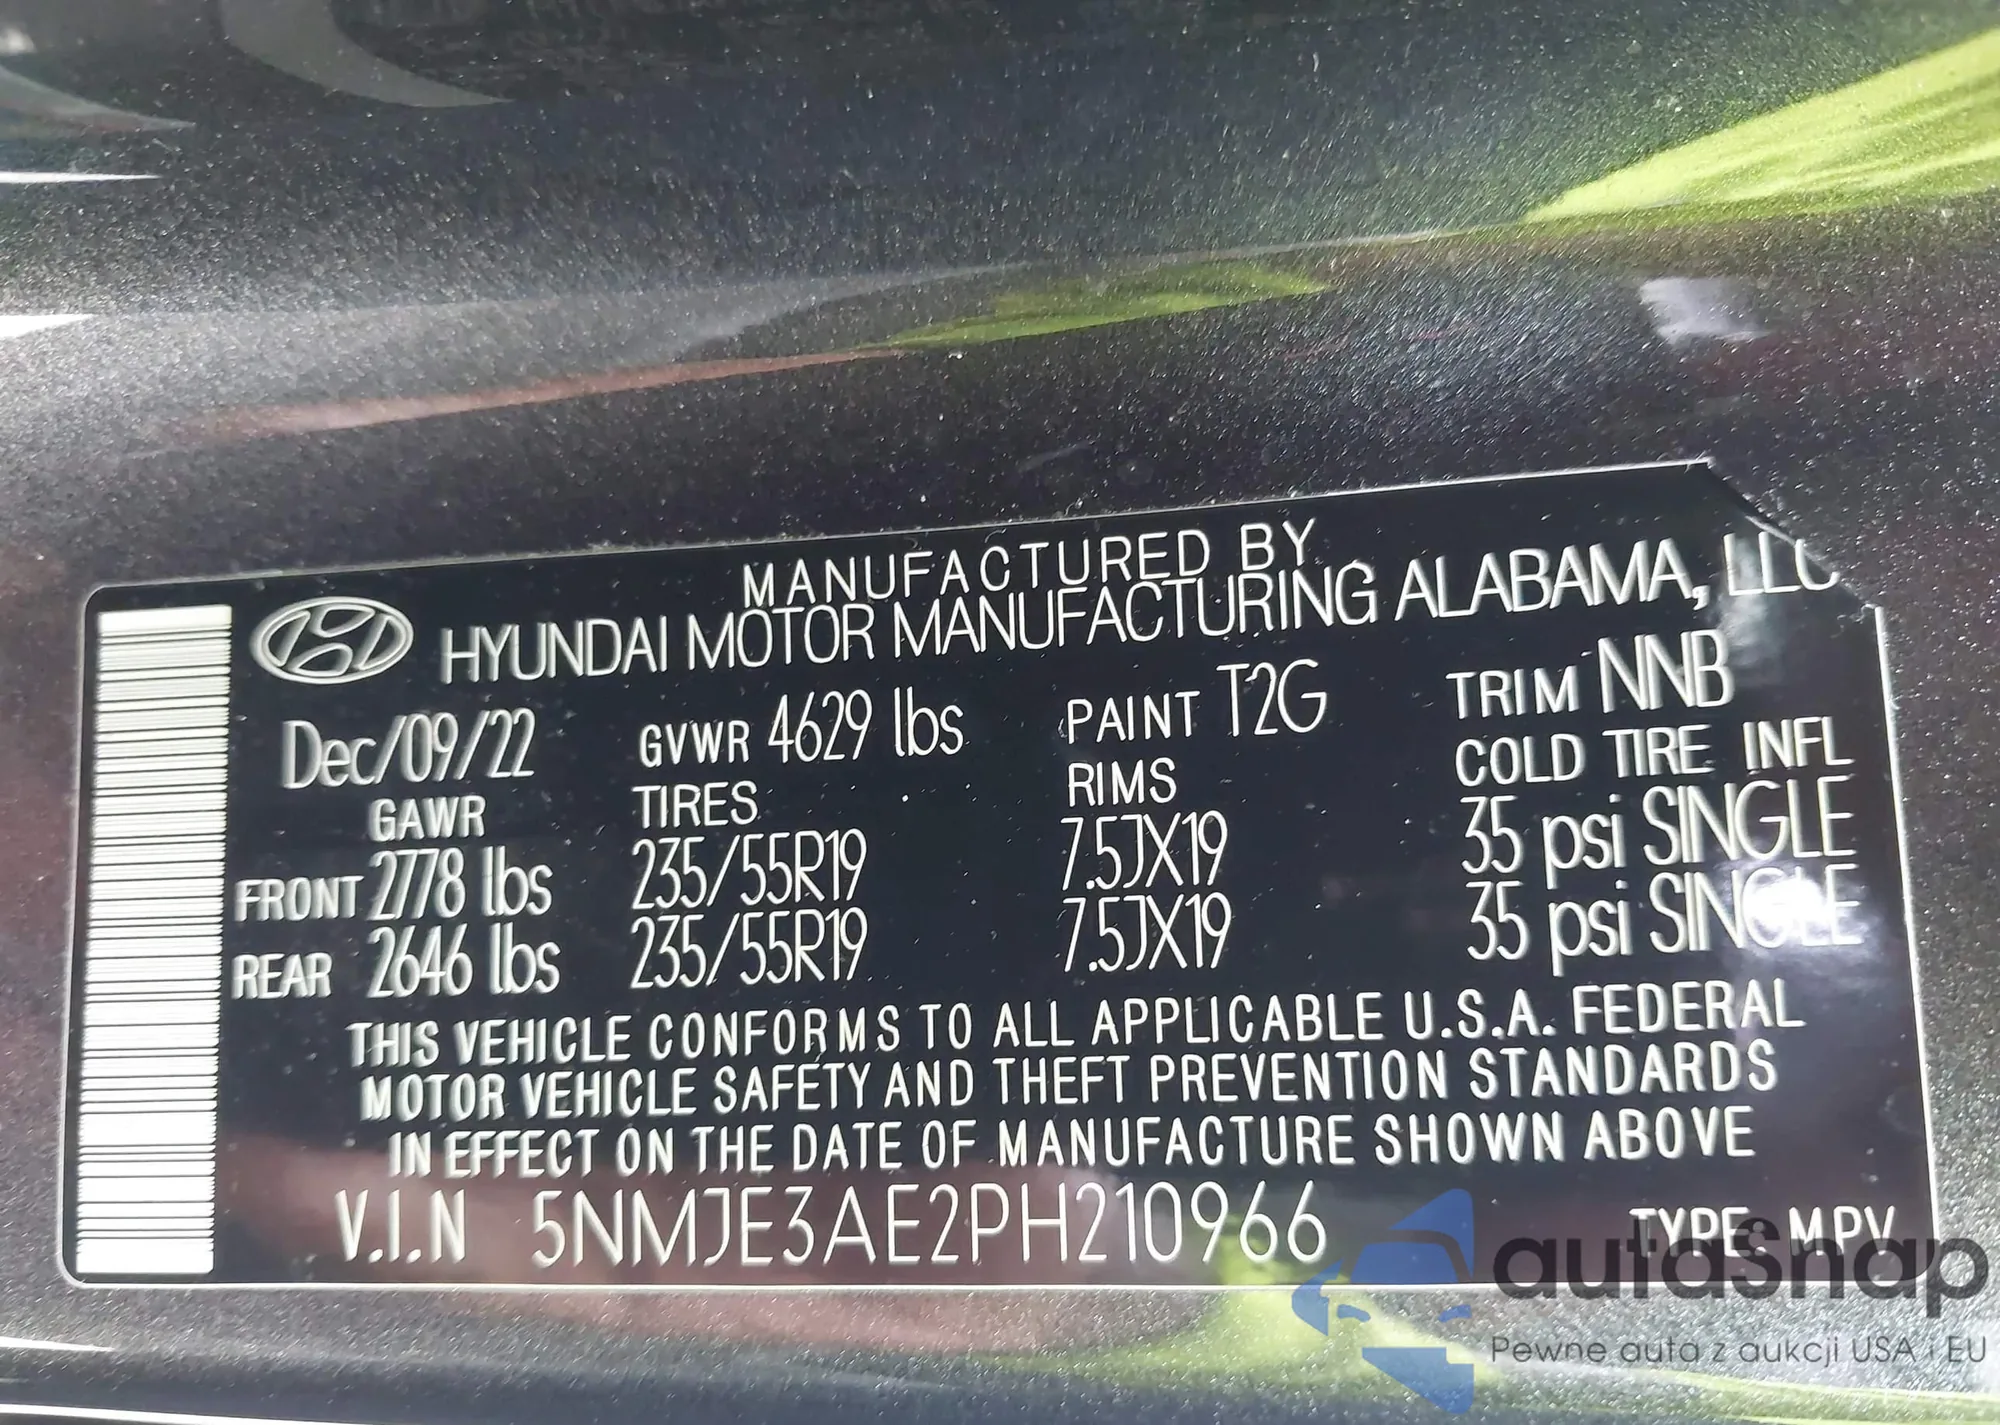 MANUFACTURED BY
HYUNDAI MOTOR MANUFACTURING ALABAMA, LLC
Dec/09/22 GVWR 4629 lbs PAINT T2G TRIM NNB
GAWR TIRES RIMS COLD TIRE INFL
FRONT 2778 lbs 235/55R19 7.5JX19 35 psi SINGLE
REAR 2646 lbs 235/55R19 7.5JX19 35 psi SINGLE
THIS VEHICLE CONFORMS TO ALL APPLICABLE U.S.A. FEDERAL
MOTOR VEHICLE SAFETY AND THEFT PREVENTION STANDARDS
IN EFFECT ON THE DATE OF MANUFACTURE SHOWN ABOVE
V.I.N 5NMJE3AE2PH210966 TYPE: MPV
autaSnap
Pewne auta z aukcji USA i EU